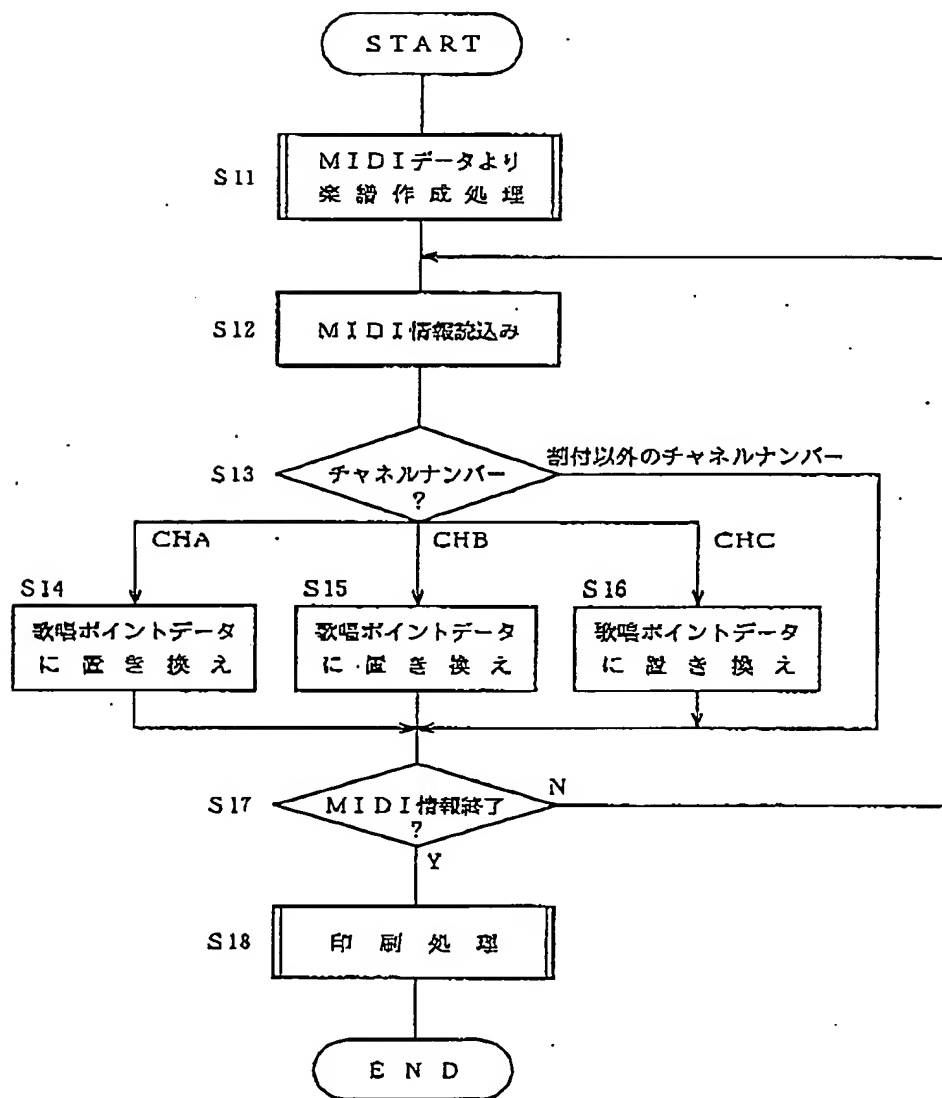 START
S11
MIDIデータより
楽譜作成処理
S12
MIDI情報読込み
S13
チャネルナンバー
?
割付以外のチャネルナンバー
CHA
CHB
CHC
S14
歌唱ポイントデータ
に置き換え
S15
歌唱ポイントデータ
に置き換え
S16
歌唱ポイントデータ
に置き換え
S17
MIDI情報終了
?
N
Y
S18
印刷処理
END